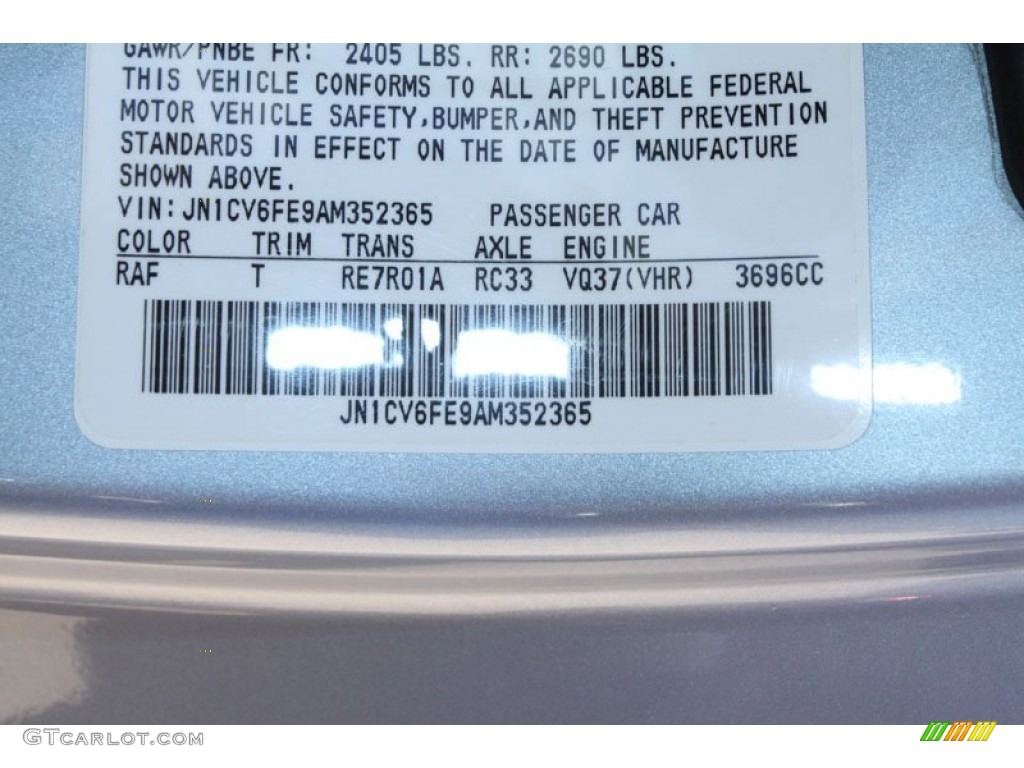 GAWR/PNBE FR: 2405 LBS. RR: 2690 LBS.
THIS VEHICLE CONFORMS TO ALL APPLICABLE FEDERAL
MOTOR VEHICLE SAFETY,BUMPER,AND THEFT PREVENTION
STANDARDS IN EFFECT ON THE DATE OF MANUFACTURE
SHOWN ABOVE.
VIN:JN1CV6FE9AM352365 PASSENGER CAR
COLOR TRIM TRANS AXLE ENGINE
RAF T RE7R01A RC33 VQ37(VHR) 3696CC
JN1CV6FE9AM352365
GTCarLot.com